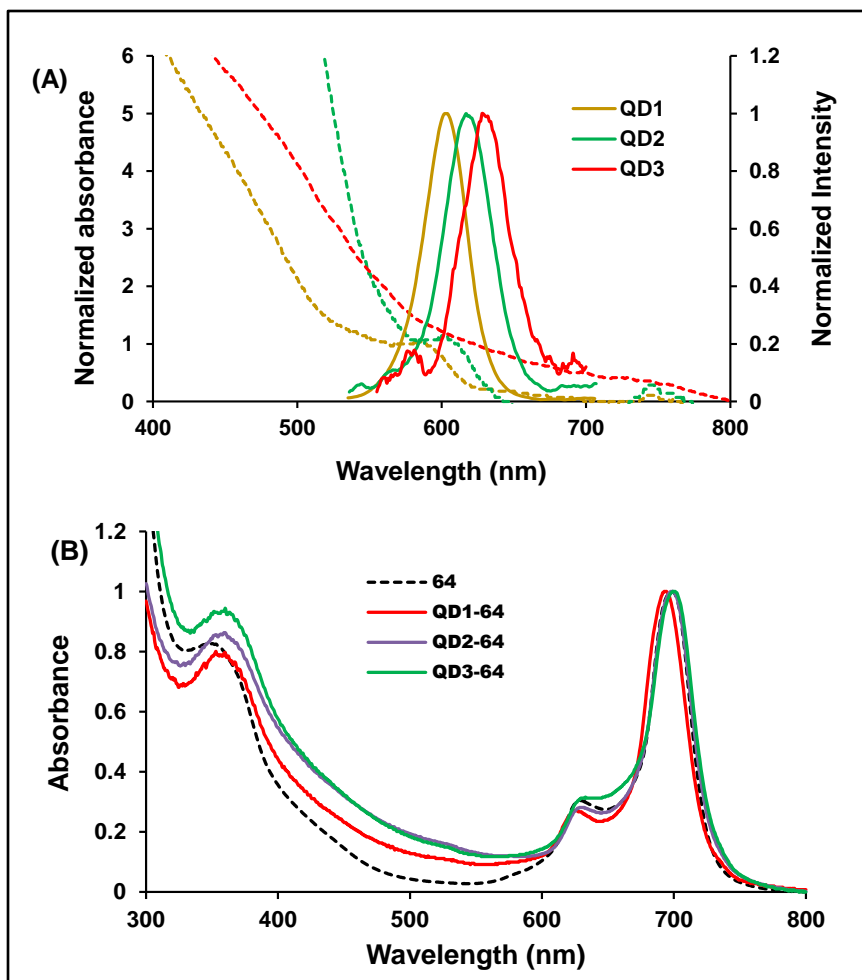 (A)
Normalized absorbance
6
5
4
3
2
1
0
400 500 600 700 800
Wavelength (nm)
1.2
1
0.8
0.6
0.4
0.2
0
Normalized Intensity
QD1
QD2
QD3
(B)
Absorbance
1.2
1
0.8
0.6
0.4
0.2
0
300 400 500 600 700 800
Wavelength (nm)
64
QD1-64
QD2-64
QD3-64